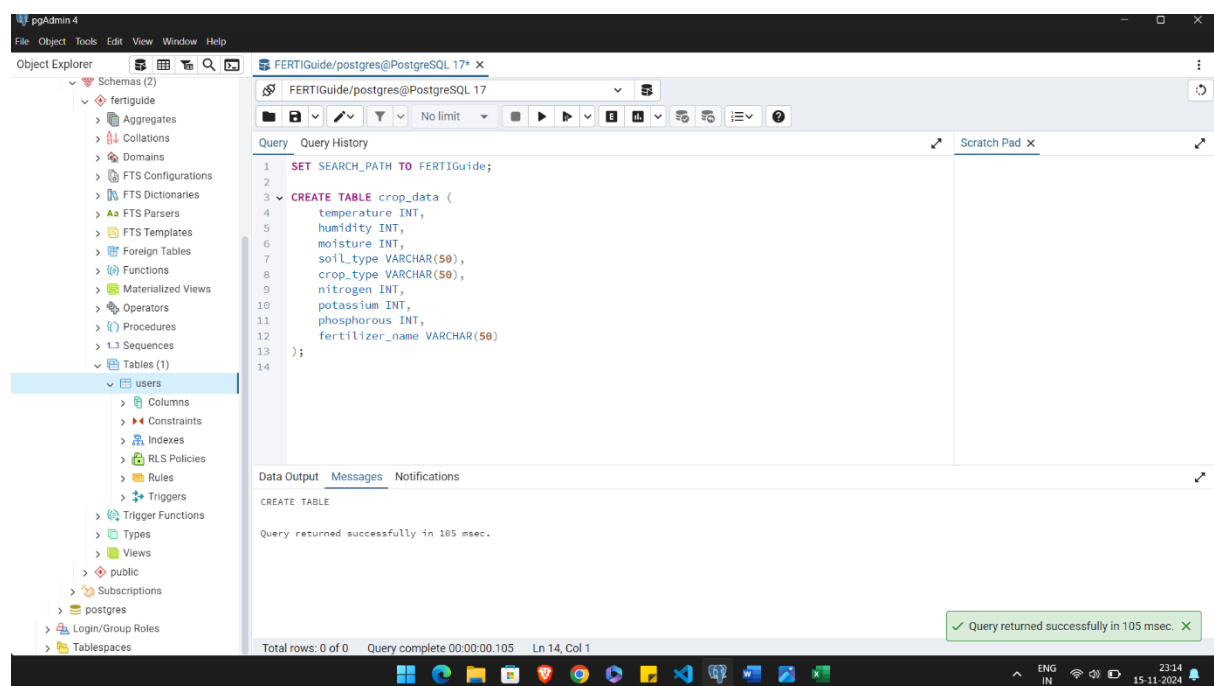 pgAdmin 4
File Object Tools Edit View Window Help
Object Explorer
FERTIGuide/postgres@PostgreSQL 17*
Schemas (2)
fertiguide
Aggregates
Collations
Domains
FTS Configurations
FTS Dictionaries
Aa FTS Parsers
FTS Templates
Foreign Tables
Functions
Materialized Views
Operators
Procedures
1..3 Sequences
Tables (1)
users
Columns
Constraints
Indexes
RLS Policies
Rules
Triggers
Trigger Functions
Types
Views
public
Subscriptions
postgres
Login/Group Roles
Tablespaces
FERTIGuide/postgres@PostgreSQL 17
No limit
E
Query Query History
Scratch Pad
1 SET SEARCH_PATH TO FERTIGuide;
2
3 CREATE TABLE crop_data (
4 temperature INT,
5 humidity INT,
6 moisture INT,
7 soil_type VARCHAR(50),
8 crop_type VARCHAR(50),
9 nitrogen INT,
10 potassium INT,
11 phosphorous INT,
12 fertilizer_name VARCHAR(50)
13 );
14
Data Output Messages Notifications
CREATE TABLE
Query returned successfully in 105 msec.
Query returned successfully in 105 msec.
Total rows: 0 of 0 Query complete 00:00:00.105 Ln 14, Col 1
ENG
IN
23:14
15-11-2024